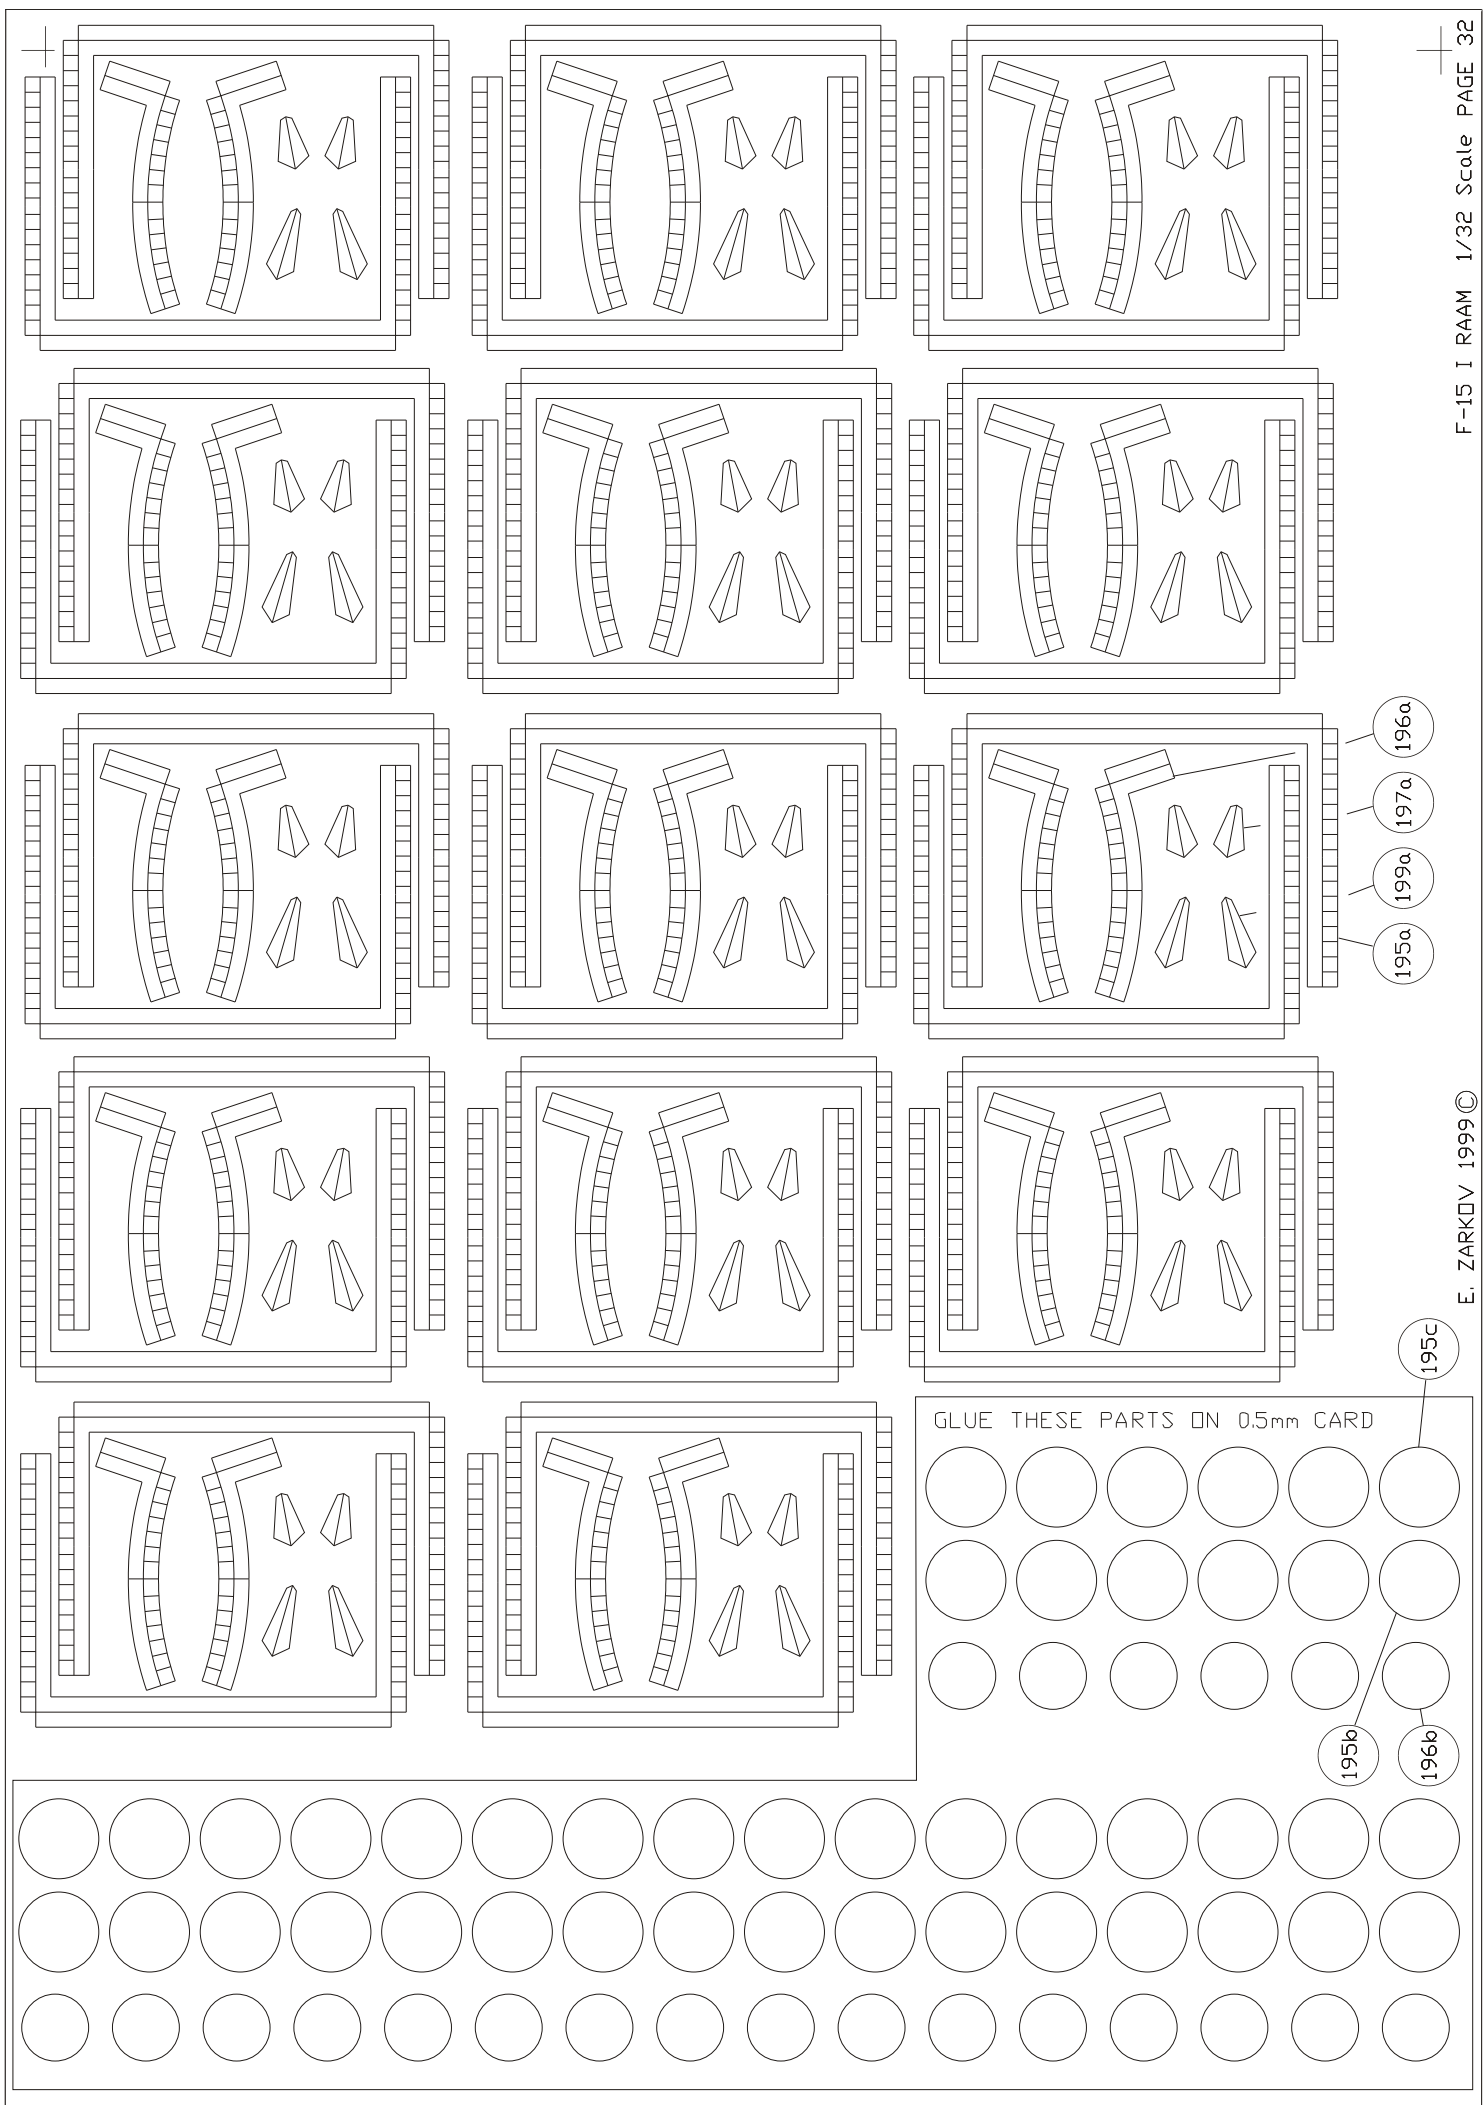 F-15 I RAAM 1/32 Scale PAGE 32
196a
197a
199a
195a
E. ZARKOV 1999 ©
195c
GLUE THESE PARTS ON 0.5mm CARD
195b
196b